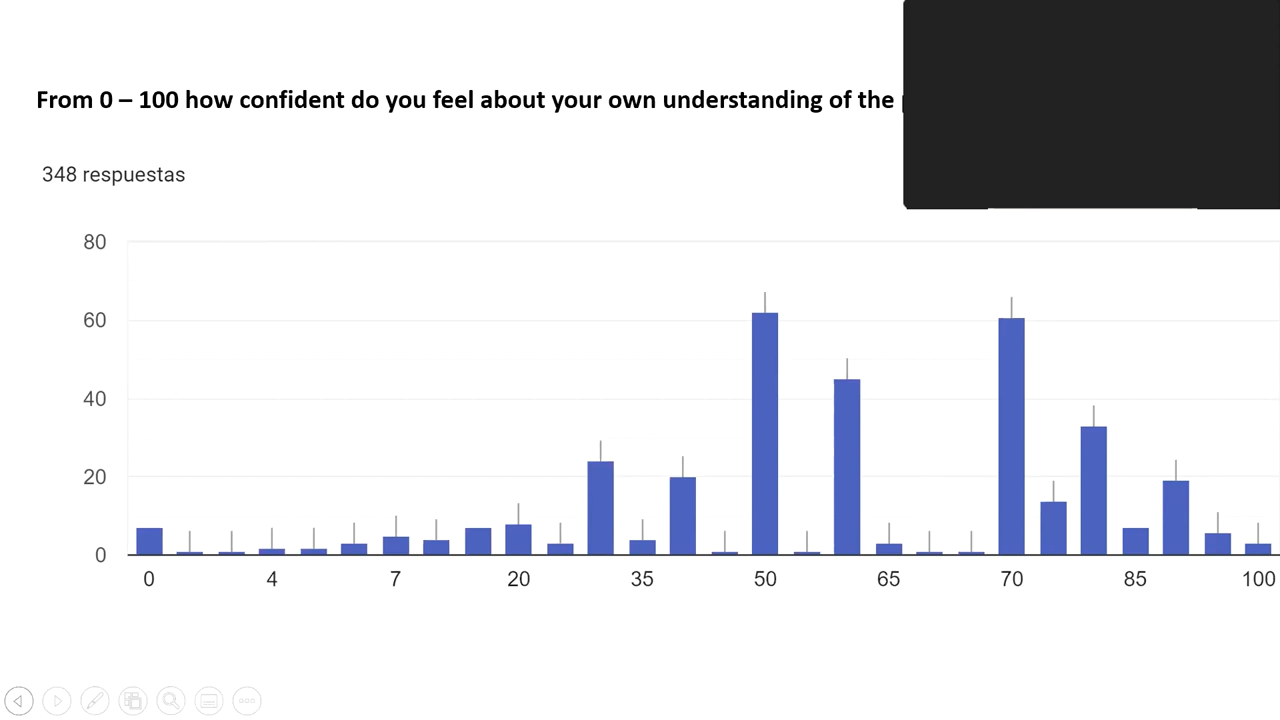 From 0 – 100 how confident do you feel about your own understanding of the
348 respuestas
80
60
40
20
0
0 4 7 20 35 50 65 70 85 100